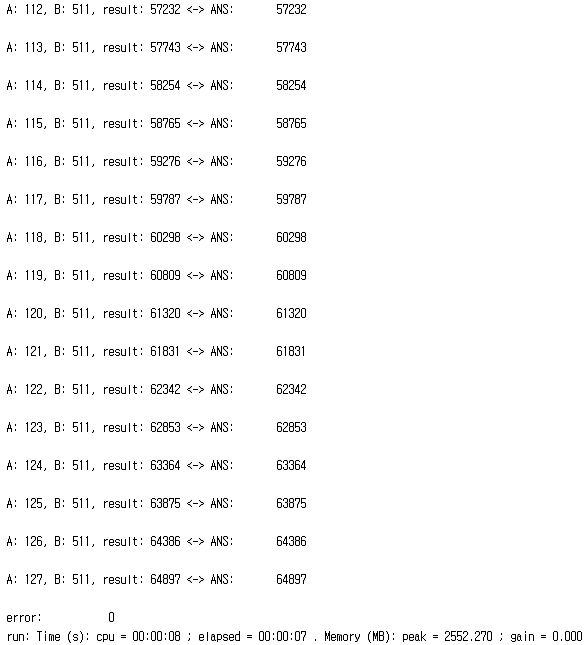 A: 112, B: 511, result: 57232 <-> ANS:       57232
A: 113, B: 511, result: 57743 <-> ANS:       57743
A: 114, B: 511, result: 58254 <-> ANS:       58254
A: 115, B: 511, result: 58765 <-> ANS:       58765
A: 116, B: 511, result: 59276 <-> ANS:       59276
A: 117, B: 511, result: 59787 <-> ANS:       59787
A: 118, B: 511, result: 60298 <-> ANS:       60298
A: 119, B: 511, result: 60809 <-> ANS:       60809
A: 120, B: 511, result: 61320 <-> ANS:       61320
A: 121, B: 511, result: 61831 <-> ANS:       61831
A: 122, B: 511, result: 62342 <-> ANS:       62342
A: 123, B: 511, result: 62853 <-> ANS:       62853
A: 124, B: 511, result: 63364 <-> ANS:       63364
A: 125, B: 511, result: 63875 <-> ANS:       63875
A: 126, B: 511, result: 64386 <-> ANS:       64386
A: 127, B: 511, result: 64897 <-> ANS:       64897
error:           0
run: Time (s): cpu = 00:00:08 ; elapsed = 00:00:07 . Memory (MB): peak = 2552.270 ; gain = 0.000